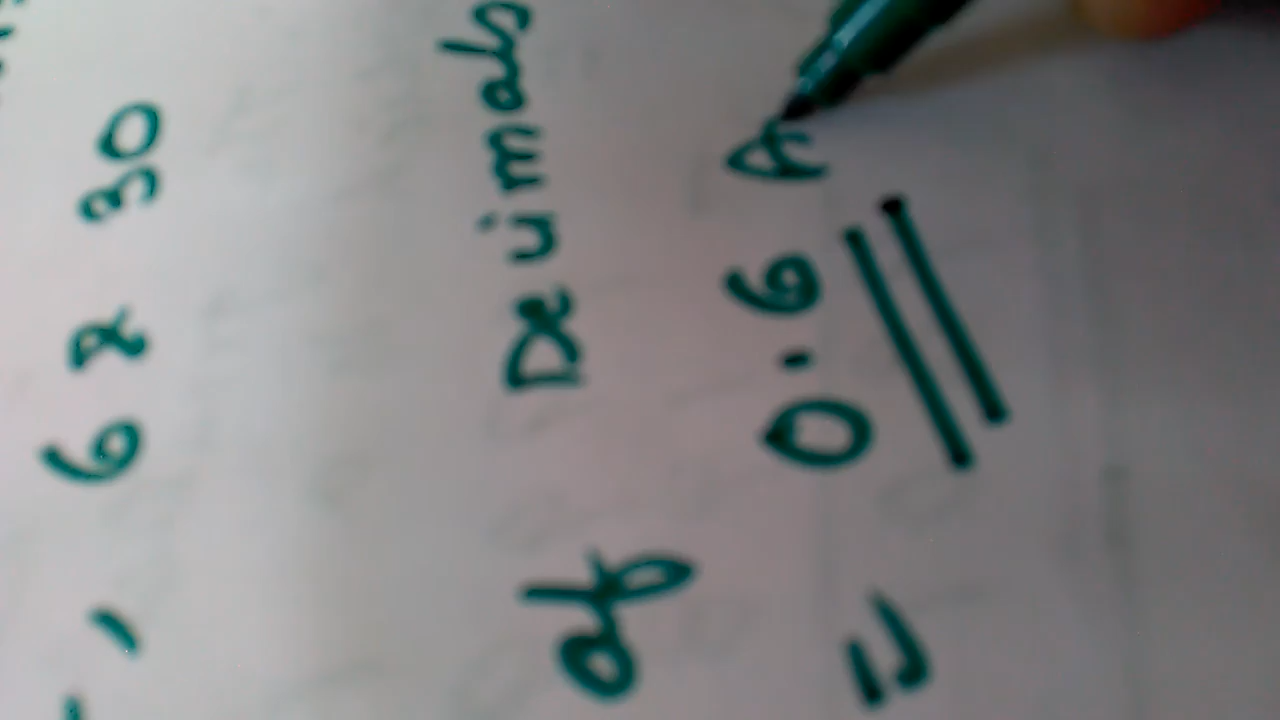 6 x 30
of Decimals
= 0.6 A